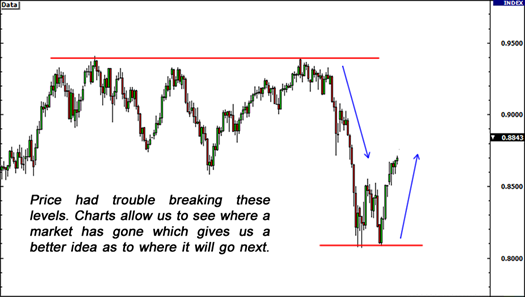 Data
INDEX
0.9500
0.9000
0.8843
0.8500
0.8000
Price had trouble breaking these
levels. Charts allow us to see where a
market has gone which gives us a
better idea as to where it will go next.